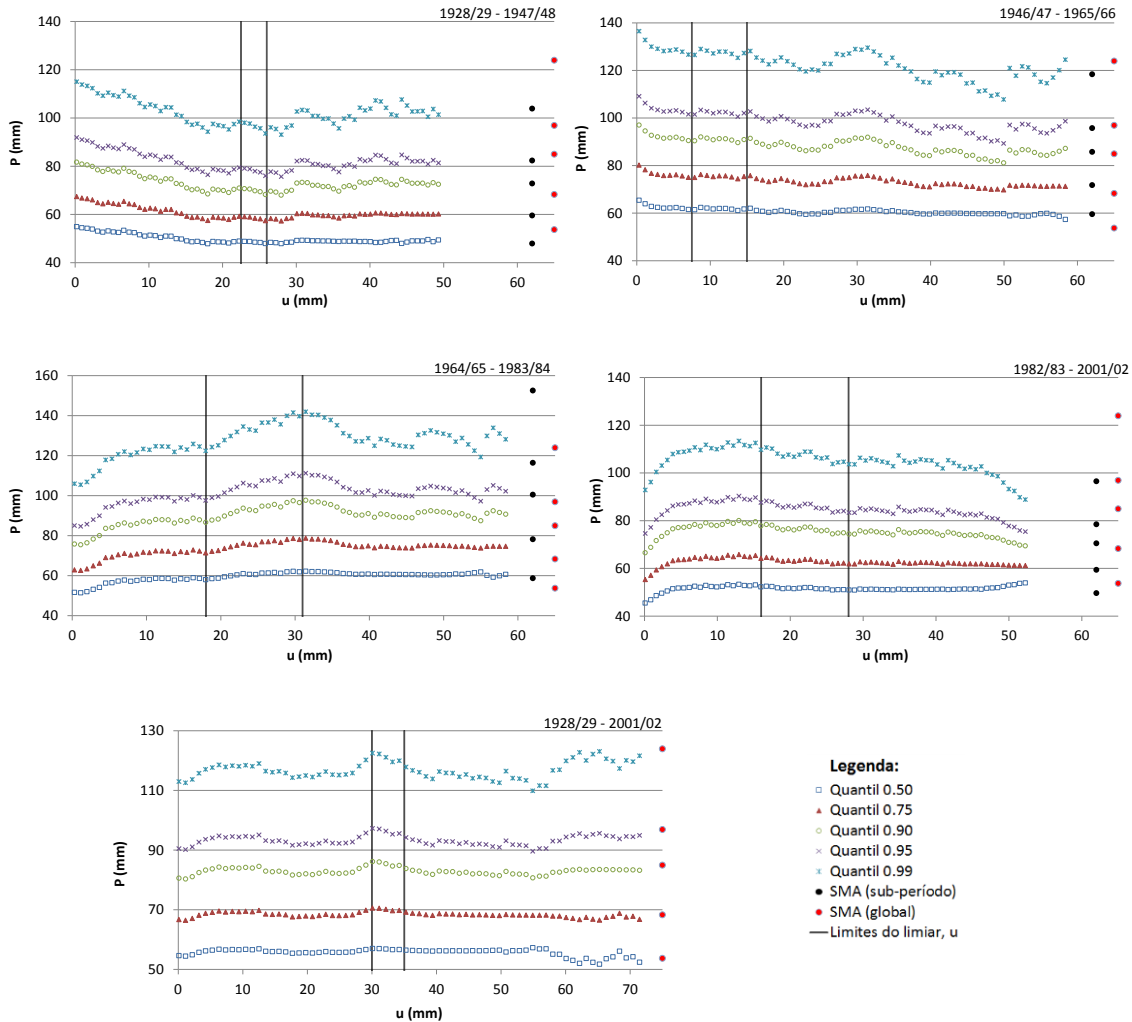 1928/29 - 1947/48
140
120
100
80
60
40
P (mm)
0 10 20 30 40 50 60
u (mm)
1946/47 - 1965/66
140
120
100
80
60
40
P (mm)
0 10 20 30 40 50 60
u (mm)
1964/65 - 1983/84
160
140
120
100
80
60
40
P (mm)
0 10 20 30 40 50 60
u (mm)
1982/83 - 2001/02
140
120
100
80
60
40
P (mm)
0 10 20 30 40 50 60
u (mm)
1928/29 - 2001/02
130
110
90
70
50
P (mm)
0 10 20 30 40 50 60 70
u (mm)
Legenda:
Quantil 0.50
Quantil 0.75
Quantil 0.90
Quantil 0.95
Quantil 0.99
SMA (sub-período)
SMA (global)
Limites do limiar, u